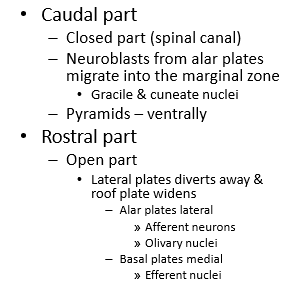 • Caudal part
– Closed part (spinal canal)
– Neuroblasts from alar plates
migrate into the marginal zone
• Gracile & cuneate nuclei
– Pyramids – ventrally
• Rostral part
– Open part
• Lateral plates diverts away &
roof plate widens
– Alar plates lateral
» Afferent neurons
» Olivary nuclei
– Basal plates medial
» Efferent nuclei